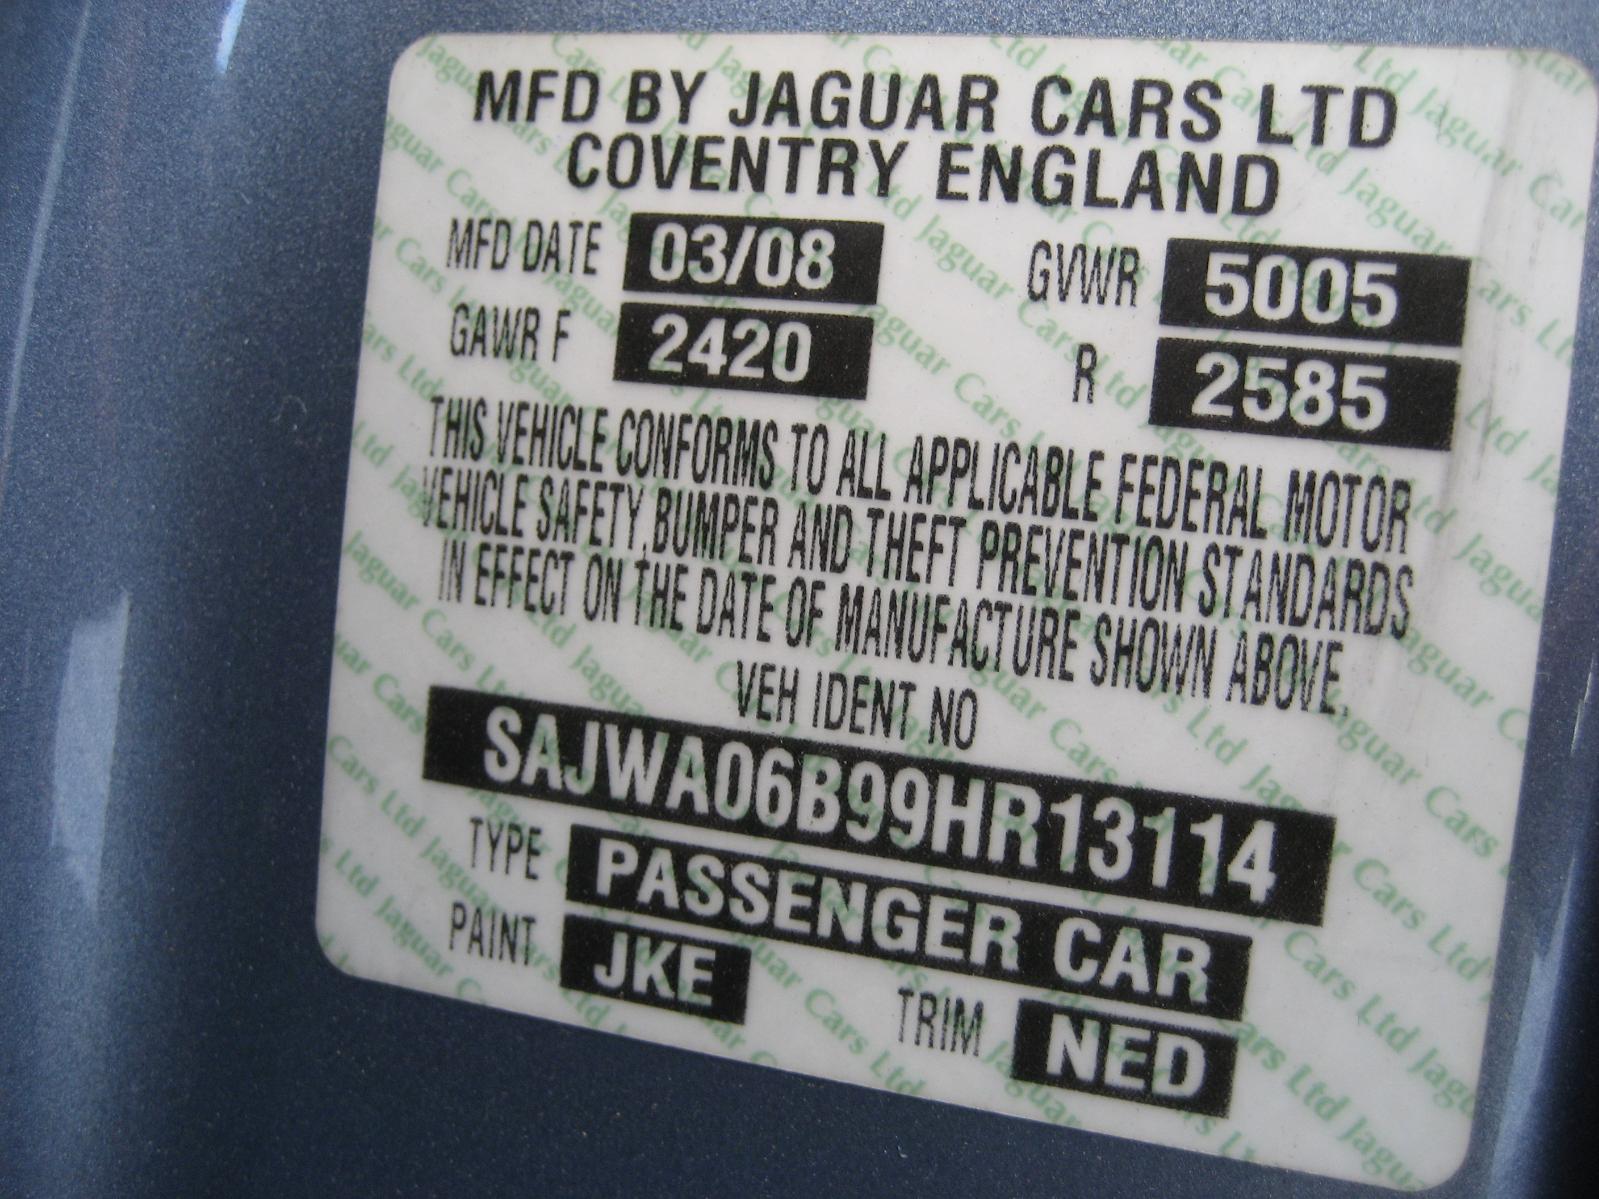 MFD BY JAGUAR CARS LTD
COVENTRY ENGLAND
MFD DATE 03/08 GVWR 5005
GAWR F 2420 R 2585
THIS VEHICLE CONFORMS TO ALL APPLICABLE FEDERAL MOTOR
VEHICLE SAFETY, BUMPER AND THEFT PREVENTION STANDARDS
IN EFFECT ON THE DATE OF MANUFACTURE SHOWN ABOVE.
VEH IDENT NO
SAJWA06B99HR13114
TYPE PASSENGER CAR
PAINT JKE TRIM NED